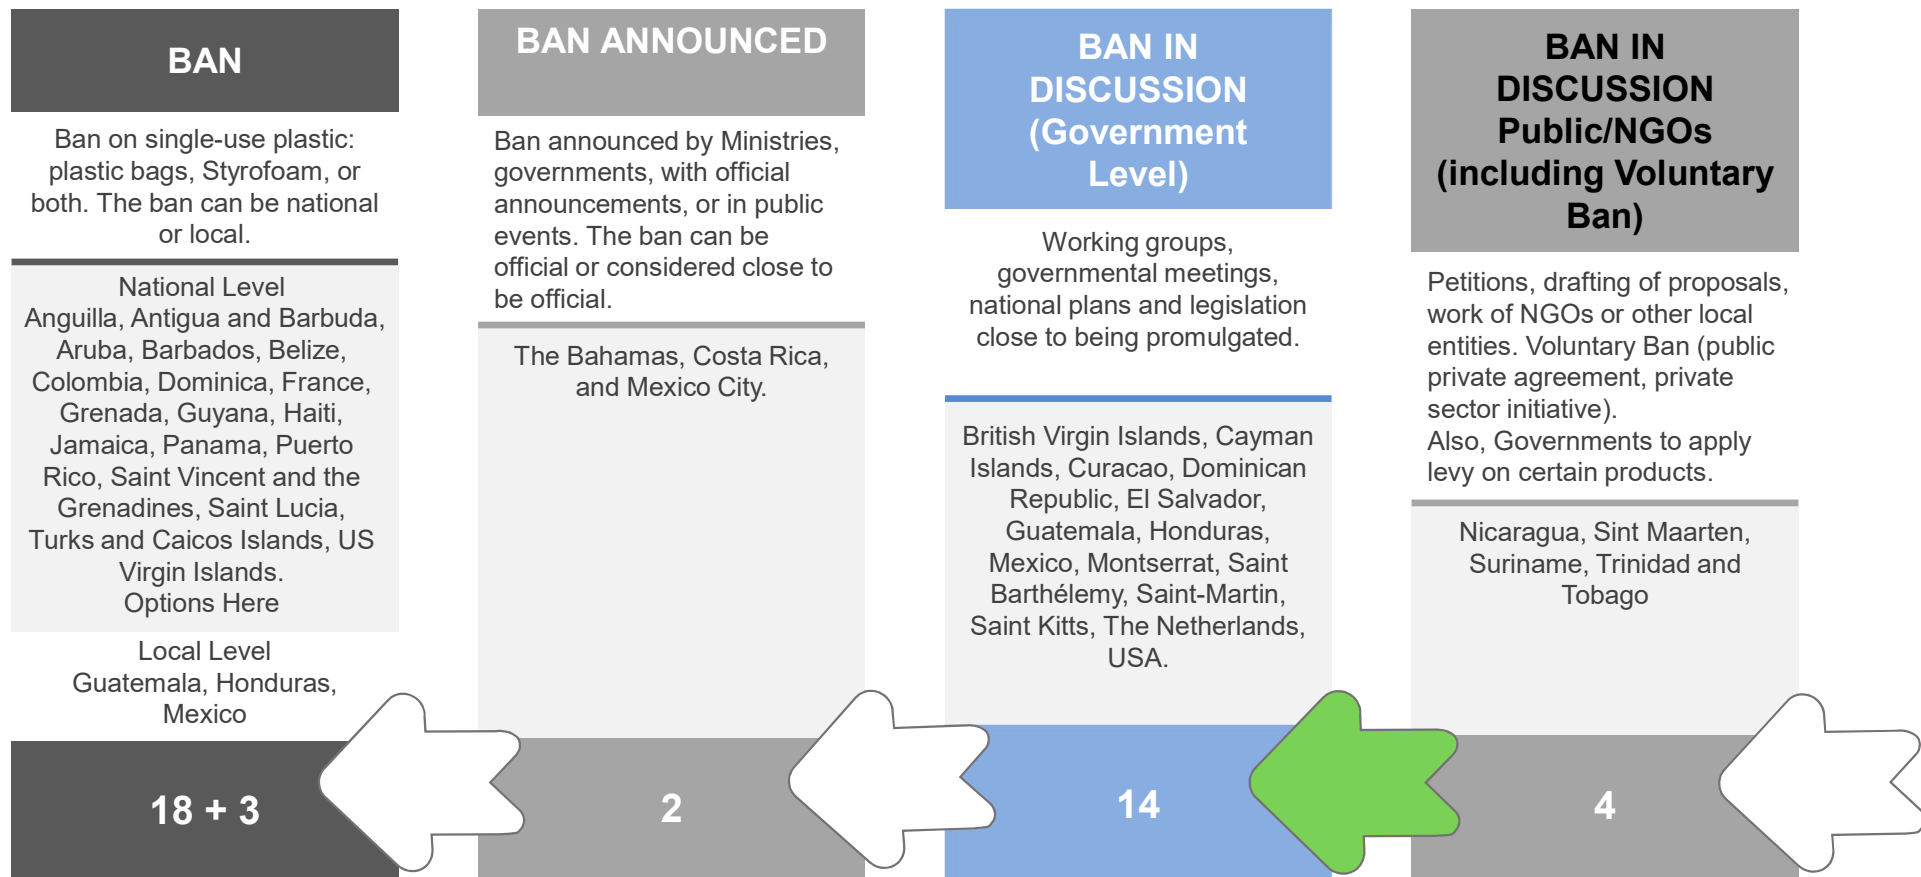 BAN
Ban on single-use plastic:
plastic bags, Styrofoam, or
both. The ban can be national
or local.
National Level
Anguilla, Antigua and Barbuda,
Aruba, Barbados, Belize,
Colombia, Dominica, France,
Grenada, Guyana, Haiti,
Jamaica, Panama, Puerto
Rico, Saint Vincent and the
Grenadines, Saint Lucia,
Turks and Caicos Islands, US
Virgin Islands.
Options Here
Local Level
Guatemala, Honduras,
Mexico
18 + 3
BAN ANNOUNCED
Ban announced by Ministries,
governments, with official
announcements, or in public
events. The ban can be
official or considered close to
be official.
The Bahamas, Costa Rica,
and Mexico City.
2
BAN IN
DISCUSSION
(Government
Level)
Working groups,
governmental meetings,
national plans and legislation
close to being promulgated.
British Virgin Islands, Cayman
Islands, Curacao, Dominican
Republic, El Salvador,
Guatemala, Honduras,
Mexico, Montserrat, Saint
Barthélemy, Saint-Martin,
Saint Kitts, The Netherlands,
USA.
14
BAN IN
DISCUSSION
Public/NGOs
(including Voluntary
Ban)
Petitions, drafting of proposals,
work of NGOs or other local
entities. Voluntary Ban (public
private agreement, private
sector initiative).
Also, Governments to apply
levy on certain products.
Nicaragua, Sint Maarten,
Suriname, Trinidad and
Tobago
4